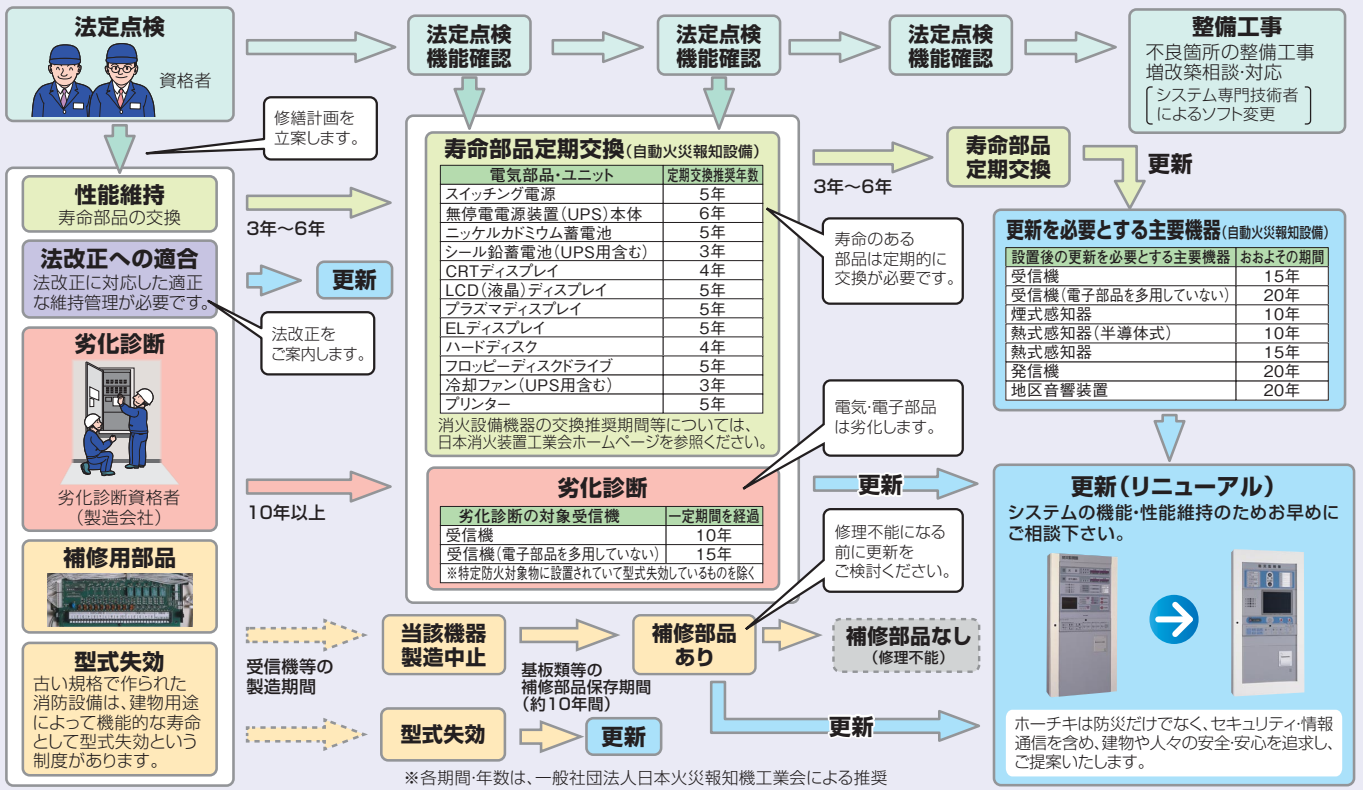 法定点検
資格者
法定点検
機能確認
法定点検
機能確認
法定点検
機能確認
整備工事
不良箇所の整備工事
増改築相談・対応
システム専門技術者
によるソフト変更
修繕計画を
立案します。
性能維持
寿命部品の交換
3年〜6年
法改正への適合
法改正に対応した適正
な維持管理が必要です。
更新
法改正を
ご案内します。
劣化診断
劣化診断資格者
(製造会社)
10年以上
補修用部品
型式失効
古い規格で作られた
消防設備は、建物用途
によって機能的な寿命
として型式失効という
制度があります。
寿命部品定期交換(自動火災報知設備)
電気部品・ユニット 定期交換推奨年数
スイッチング電源 5年
無停電電源装置(UPS)本体 6年
ニッケルカドミウム蓄電池 5年
シール鉛蓄電池(UPS用含む) 3年
CRTディスプレイ 4年
LCD(液晶)ディスプレイ 5年
プラズマディスプレイ 5年
ELディスプレイ 5年
ハードディスク 4年
フロッピーディスクドライブ 5年
冷却ファン(UPS用含む) 3年
プリンター 5年
消火設備機器の交換推奨期間等については、
日本消火装置工業会ホームページを参照ください。
寿命のある
部品は定期的に
交換が必要です。
3年〜6年
寿命部品
定期交換
更新
更新を必要とする主要機器(自動火災報知設備)
設置後の更新を必要とする主要機器 おおよその期間
受信機 15年
受信機(電子部品を多用していない) 20年
煙式感知器 10年
熱式感知器(半導体式) 10年
熱式感知器 15年
発信機 20年
地区音響装置 20年
劣化診断
劣化診断の対象受信機 一定期間を経過
受信機 10年
受信機(電子部品を多用していない) 15年
※特定防火対象物に設置されていて型式失効しているものを除く
電気・電子部品
は劣化します。
更新
修理不能になる
前に更新を
ご検討ください。
受信機等の
製造期間
当該機器
製造中止
基板類等の
補修部品保存期間
(約10年間)
補修部品
あり
補修部品なし
(修理不能)
型式失効
更新
更新
更新(リニューアル)
システムの機能・性能維持のためお早めに
ご相談下さい。
ホーチキは防災だけでなく、セキュリティ・情報
通信を含め、建物や人々の安全・安心を追求し、
ご提案いたします。
※各期間・年数は、一般社団法人日本火災報知機工業会による推奨